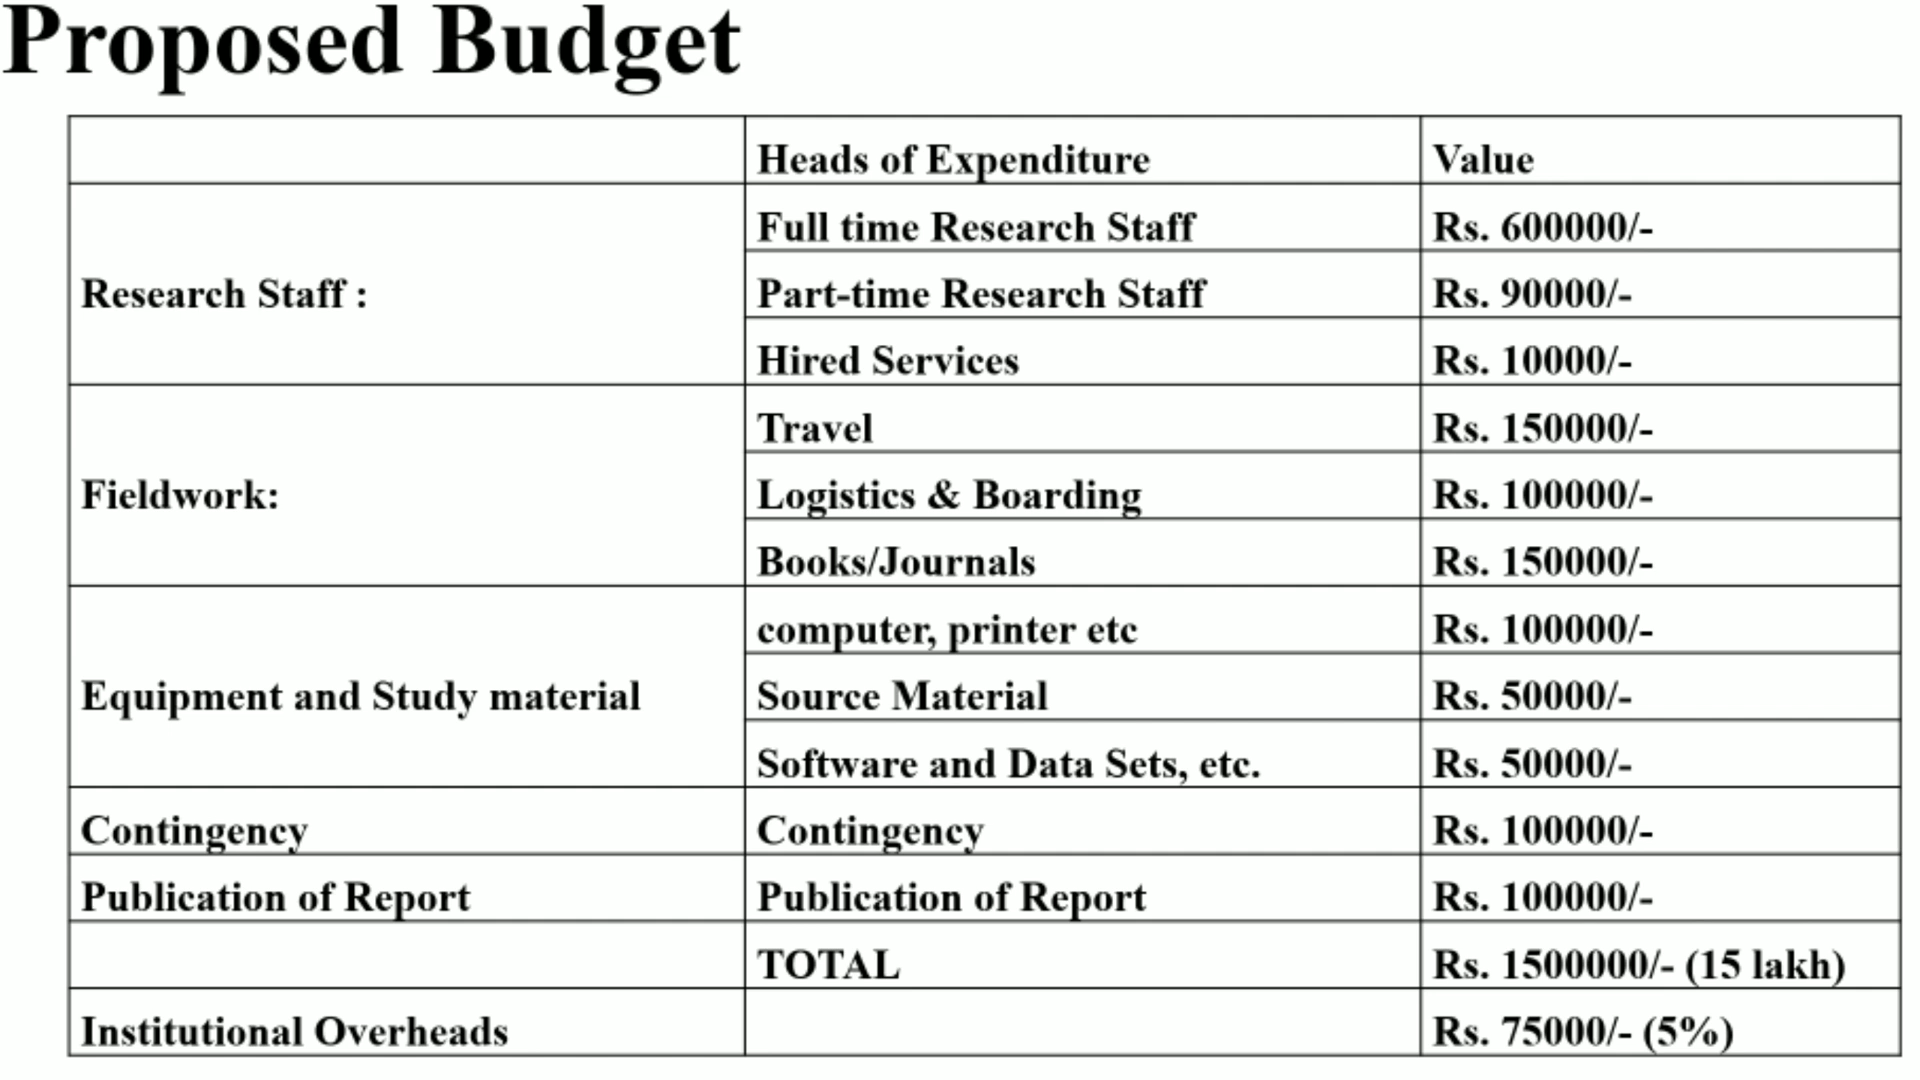 Proposed Budget
Heads of Expenditure Value
Research Staff :
Full time Research Staff Rs. 600000/-
Part-time Research Staff Rs. 90000/-
Hired Services Rs. 10000/-
Fieldwork:
Travel Rs. 150000/-
Logistics & Boarding Rs. 100000/-
Books/Journals Rs. 150000/-
Equipment and Study material
computer, printer etc Rs. 100000/-
Source Material Rs. 50000/-
Software and Data Sets, etc. Rs. 50000/-
Contingency Contingency Rs. 100000/-
Publication of Report Publication of Report Rs. 100000/-
TOTAL Rs. 1500000/- (15 lakh)
Institutional Overheads Rs. 75000/- (5%)